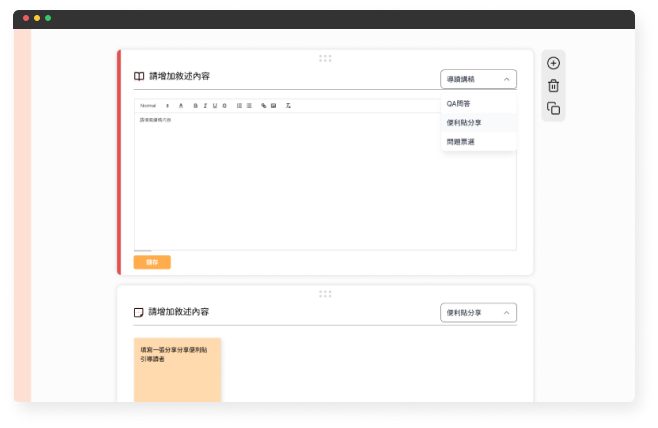 請增加敘述內容
導讀講稿
QA問答
便利貼分享
問題票選
Normal
請填寫講稿內容
儲存
請增加敘述內容
便利貼分享
填寫一張分享分享便利貼
引導讀者